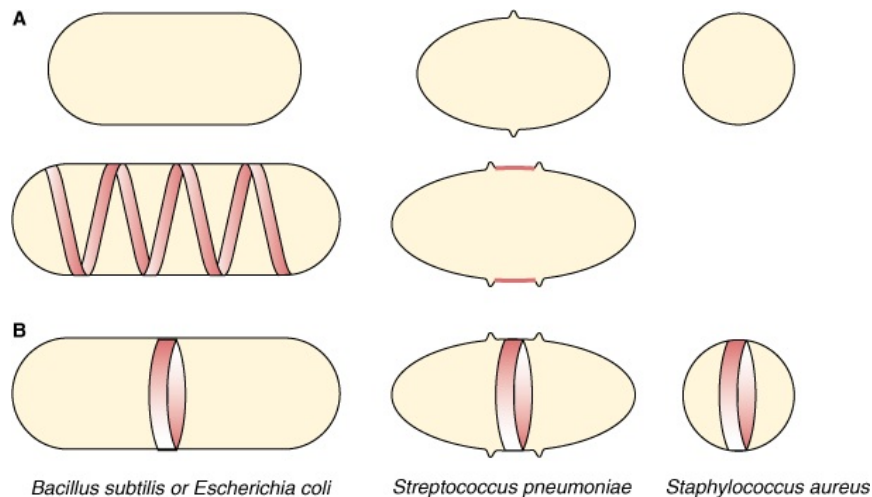 A
B
Bacillus subtilis or Escherichia coli
Streptococcus pneumoniae
Staphylococcus aureus